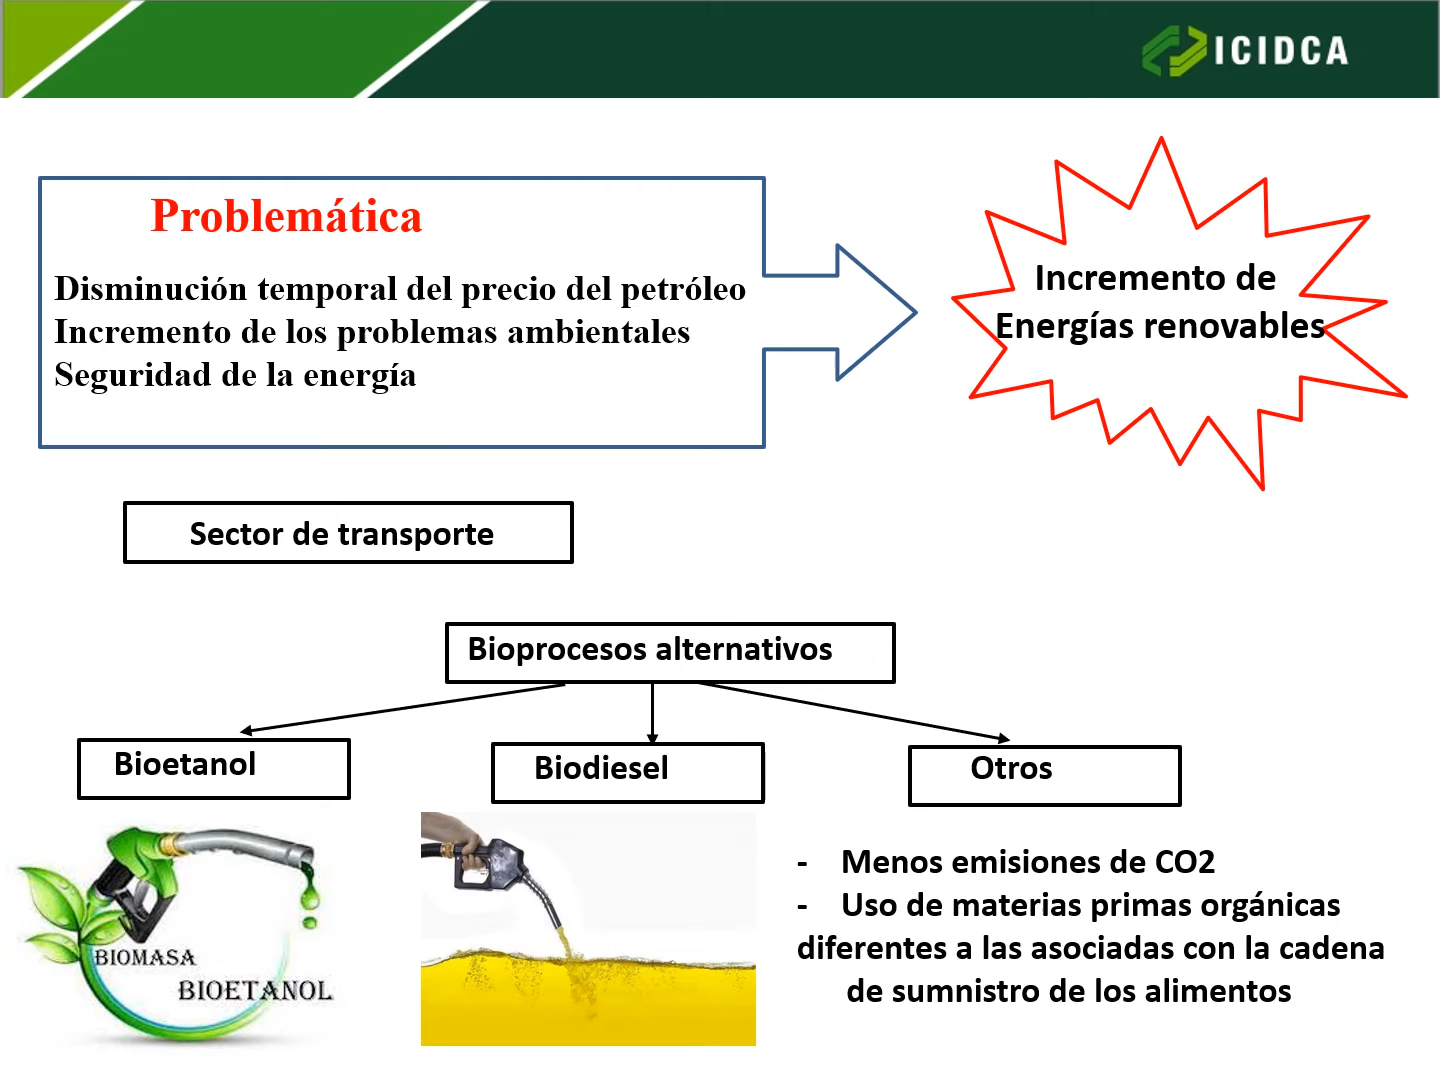 ICIDCA
Problemática
Disminución temporal del precio del petróleo
Incremento de los problemas ambientales
Seguridad de la energía
Incremento de
Energías renovables
Sector de transporte
Bioprocesos alternativos
Bioetanol
Biodiesel
Otros
BIOMASA
BIOETANOL
- Menos emisiones de CO2
- Uso de materias primas orgánicas
diferentes a las asociadas con la cadena
de sumnistro de los alimentos